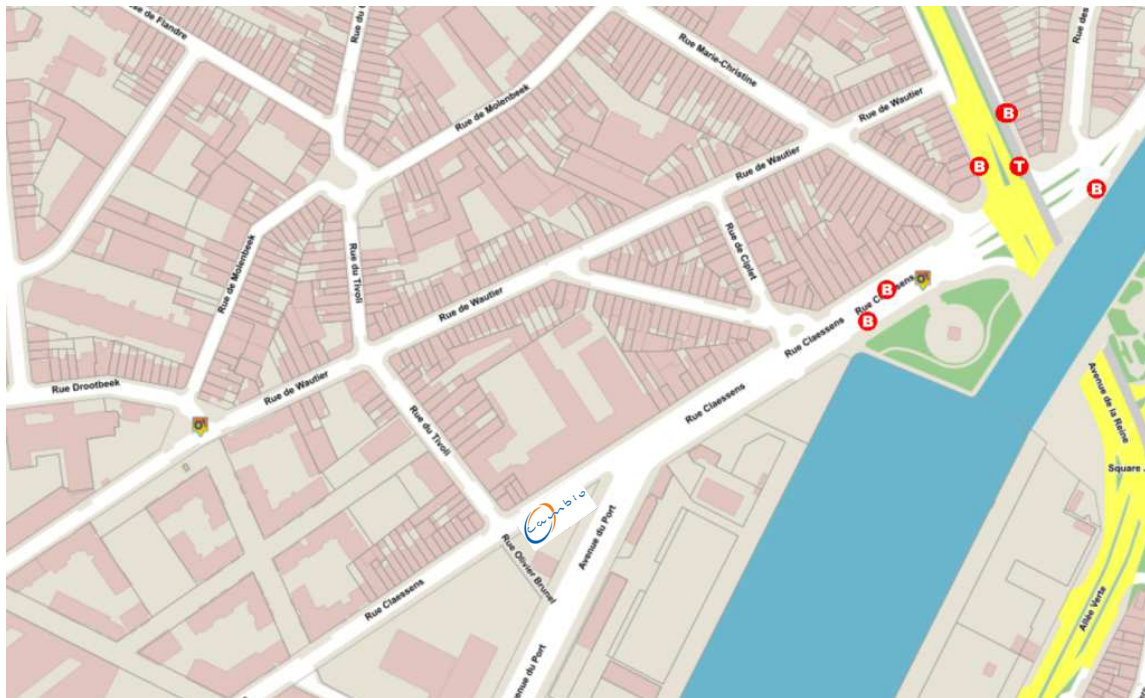 de Flandre
Rue du
Rue Marie-Christine
Rue des
Rue de Molenbeek
Rue de Wautier
B
B
T
Rue de Wautier
B
Rue de Molenbeek
Rue du Tivoli
Rue de Ciplet
Rue Claessens
B
B
Rue de Wautier
Rue Claessens
Avenue de la Reine
Rue Drootbeek
Rue de Wautier
Rue Claessens
Rue du Tivoli
Square
cambio
Avenue du Port
Rue Olivier Brunel
Rue Claessens
Allée Verte
venue du Port